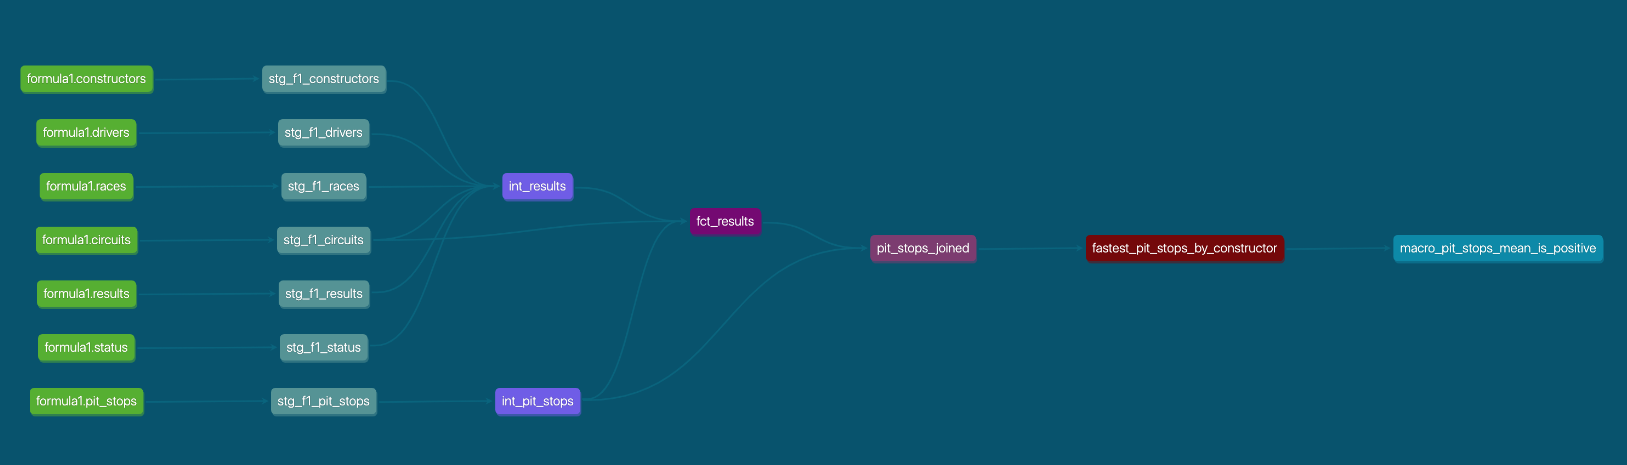 formula1.constructors
stg_f1_constructors
formula1.drivers
stg_f1_drivers
formula1.races
stg_f1_races
int_results
fct_results
formula1.circuits
stg_f1_circuits
pit_stops_joined
fastest_pit_stops_by_constructor
macro_pit_stops_mean_is_positive
formula1.results
stg_f1_results
formula1.status
stg_f1_status
formula1.pit_stops
stg_f1_pit_stops
int_pit_stops